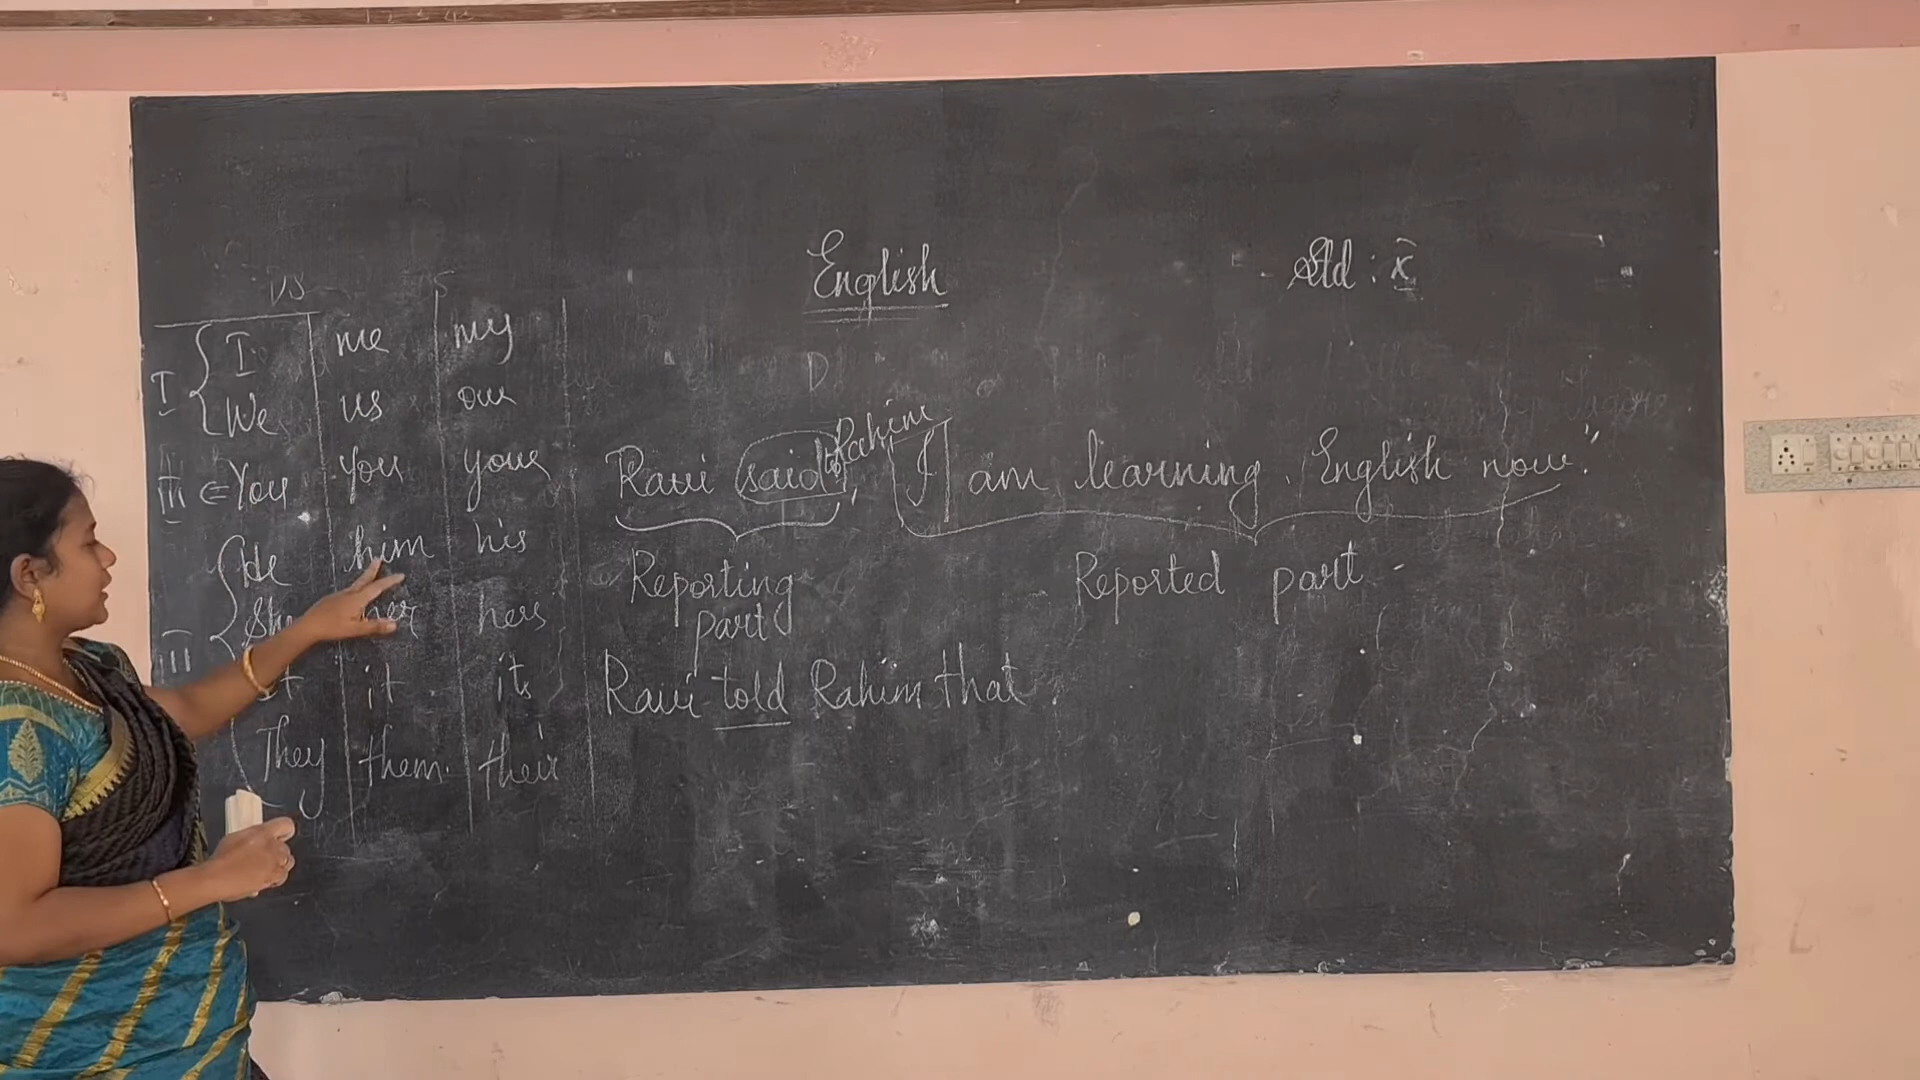 English
Std : X
I { I me my
We us our
II You you your
{ He him his
She her hers
III it it its
They them their
Ravi said to Rahim, "I am learning English now."
Reporting part
Reported part
Ravi told Rahim that